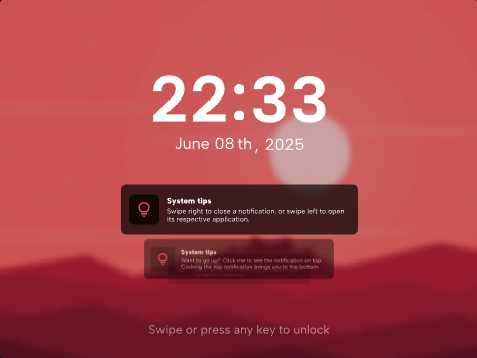 22:33
June 08 th, 2025
System tips
Swipe right to close a notification, or swipe left to open
its respective application.
System tips
Want to go up? Click me to see the notification on top.
Clicking the top notification brings you to the bottom.
Swipe or press any key to unlock